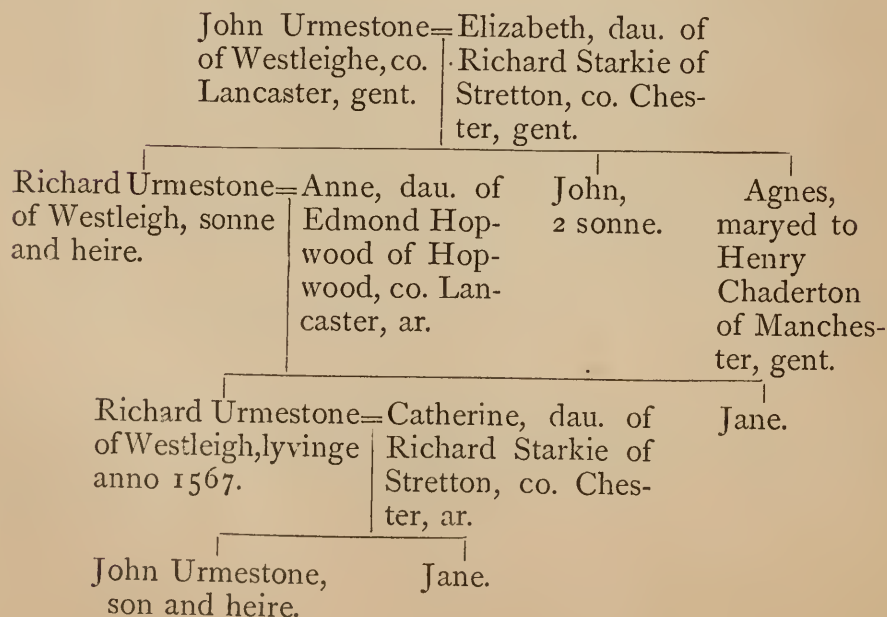 John Urmestone=Elizabeth, dau. of
of Westleighe, co. Richard Starkie of
Lancaster, gent. Stretton, co. Ches-
ter, gent.
Richard Urmestone=Anne, dau. of John, Agnes,
of Westleigh, sonne Edmond Hop- 2 sonne. maryed to
and heire. wood of Hop- Henry
wood, co. Lan- Chaderton
caster, ar. of Manches-
ter, gent.
Richard Urmestone=Catherine, dau. of Jane.
of Westleigh, lyvinge Richard Starkie of
anno 1567. Stretton, co. Ches-
ter, ar.
John Urmestone, Jane.
son and heire.